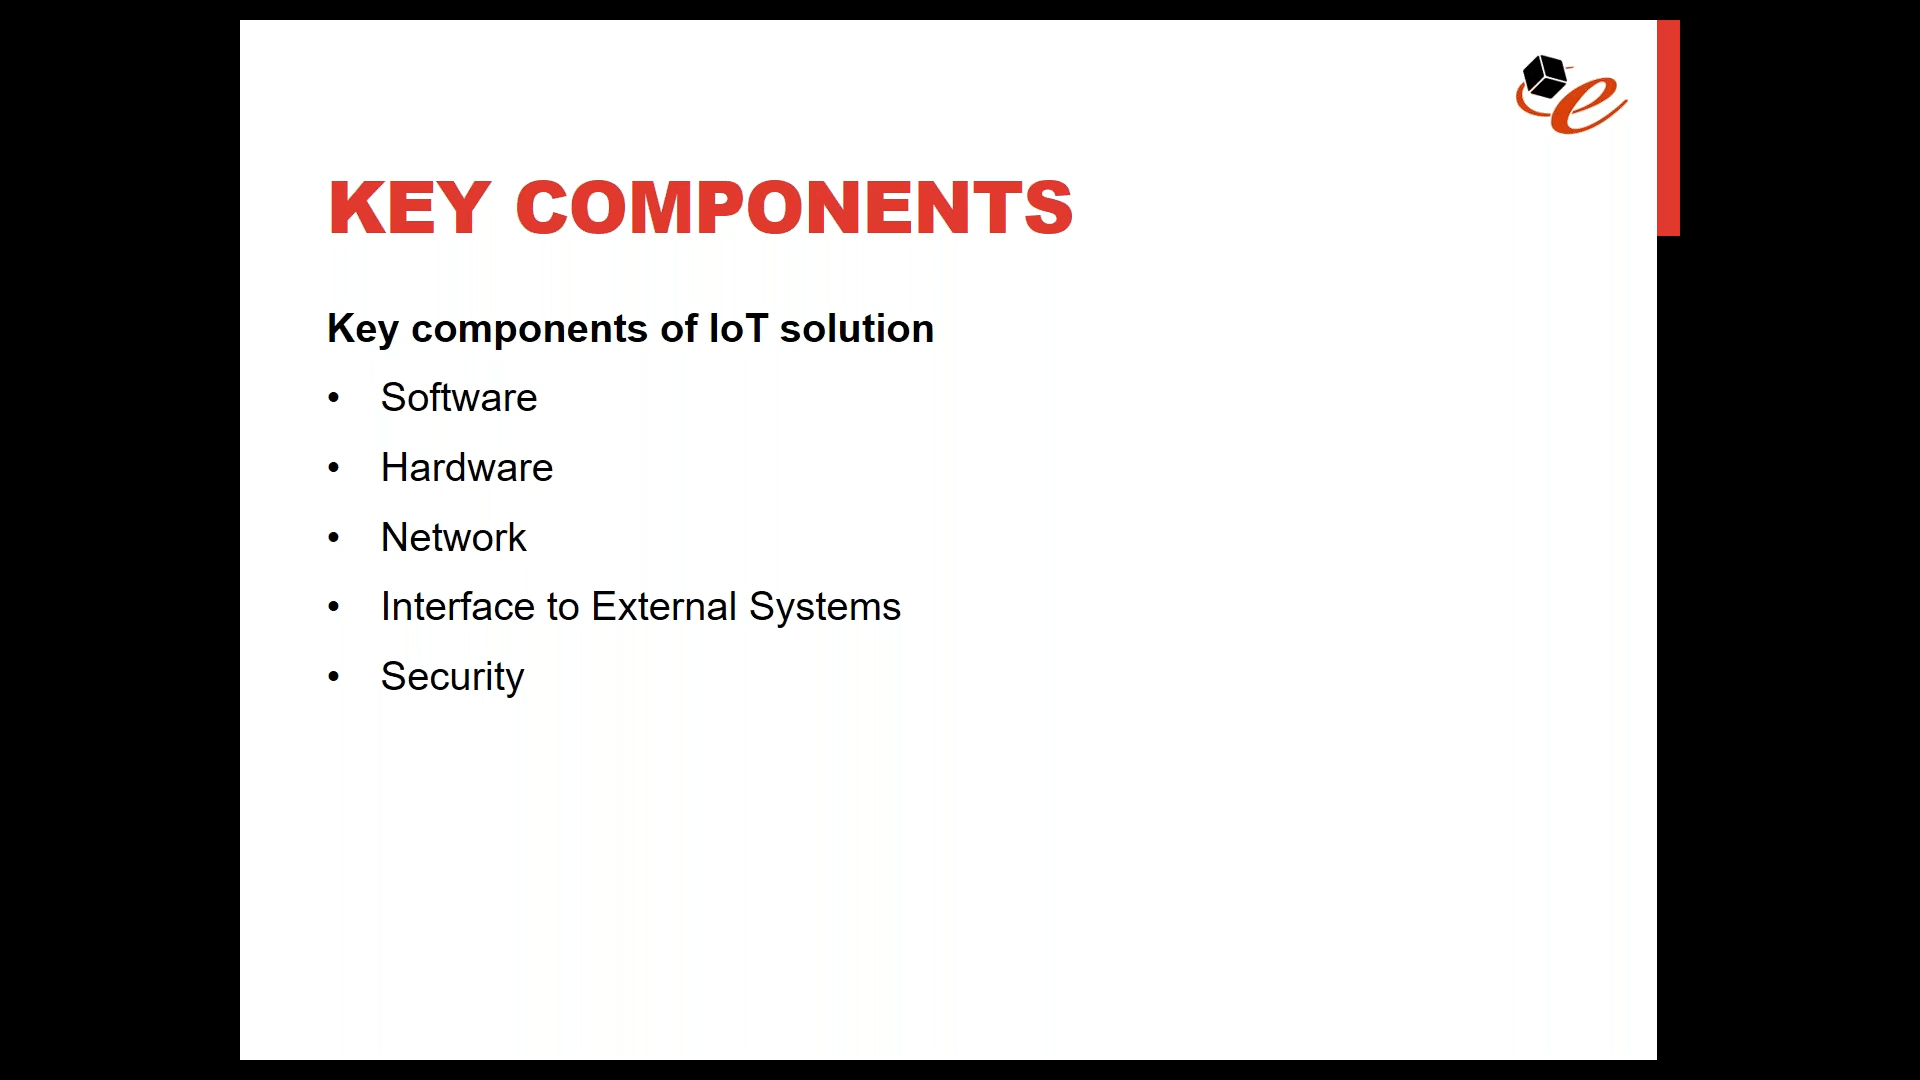 KEY COMPONENTS
Key components of IoT solution
• Software
• Hardware
• Network
• Interface to External Systems
• Security
e